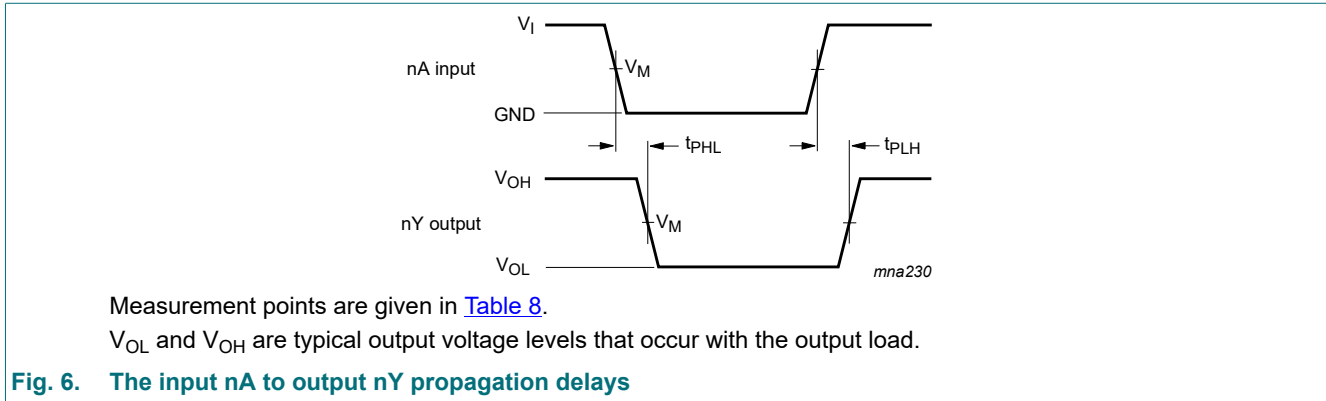 V_I
nA input
V_M
GND
t_PHL
t_PLH
V_OH
nY output
V_M
V_OL
mna230
Measurement points are given in Table 8.
V_OL and V_OH are typical output voltage levels that occur with the output load.
Fig. 6. The input nA to output nY propagation delays